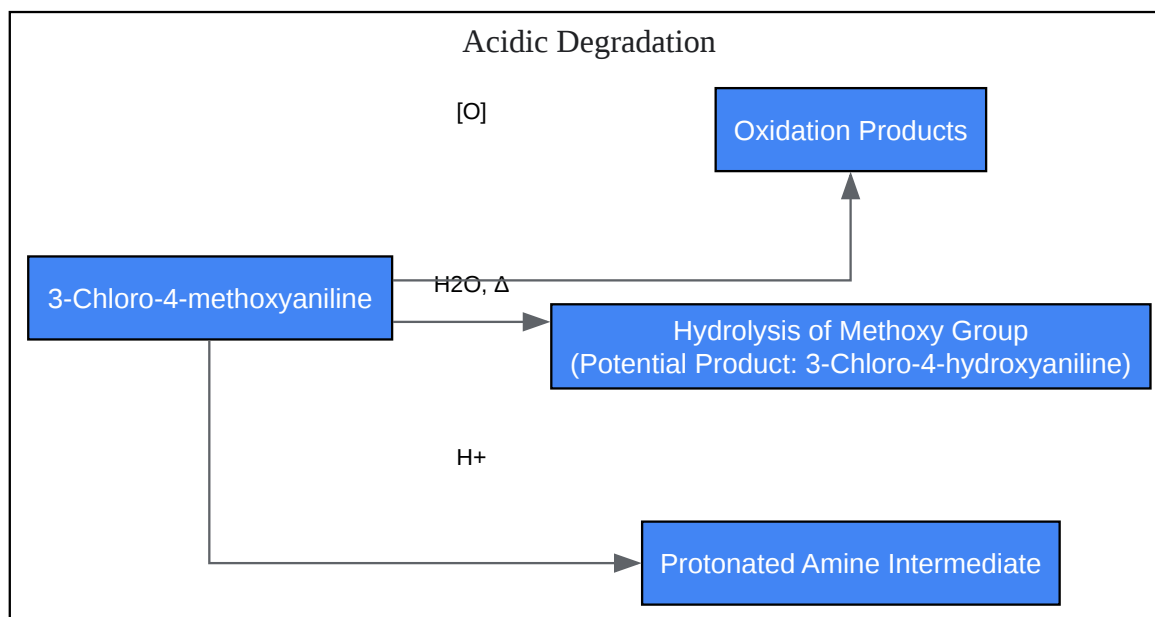 Acidic Degradation
[O]
Oxidation Products
H2O, Δ
3-Chloro-4-methoxyaniline
Hydrolysis of Methoxy Group
(Potential Product: 3-Chloro-4-hydroxyaniline)
H+
Protonated Amine Intermediate